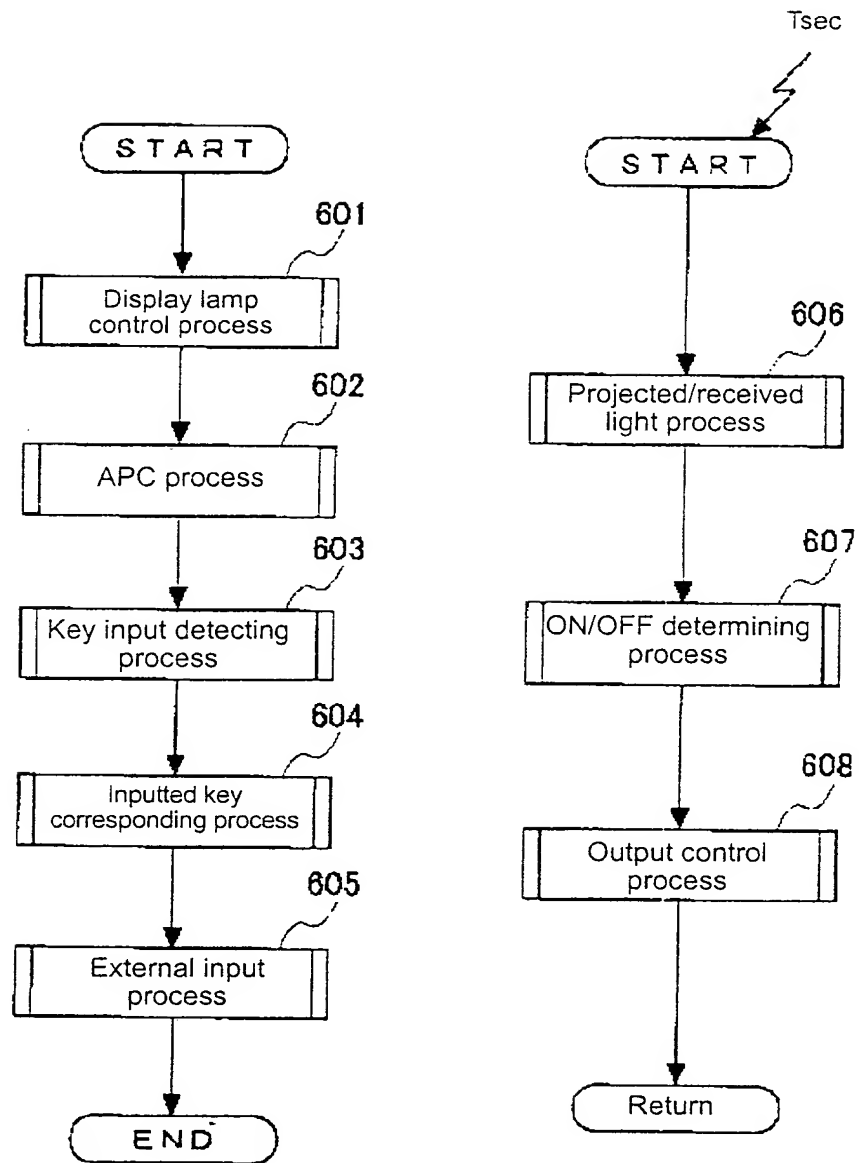 START
601
Display lamp
control process
602
APC process
603
Key input detecting
process
604
Inputted key
corresponding process
605
External input
process
END
Tsec
START
606
Projected/received
light process
607
ON/OFF determining
process
608
Output control
process
Return